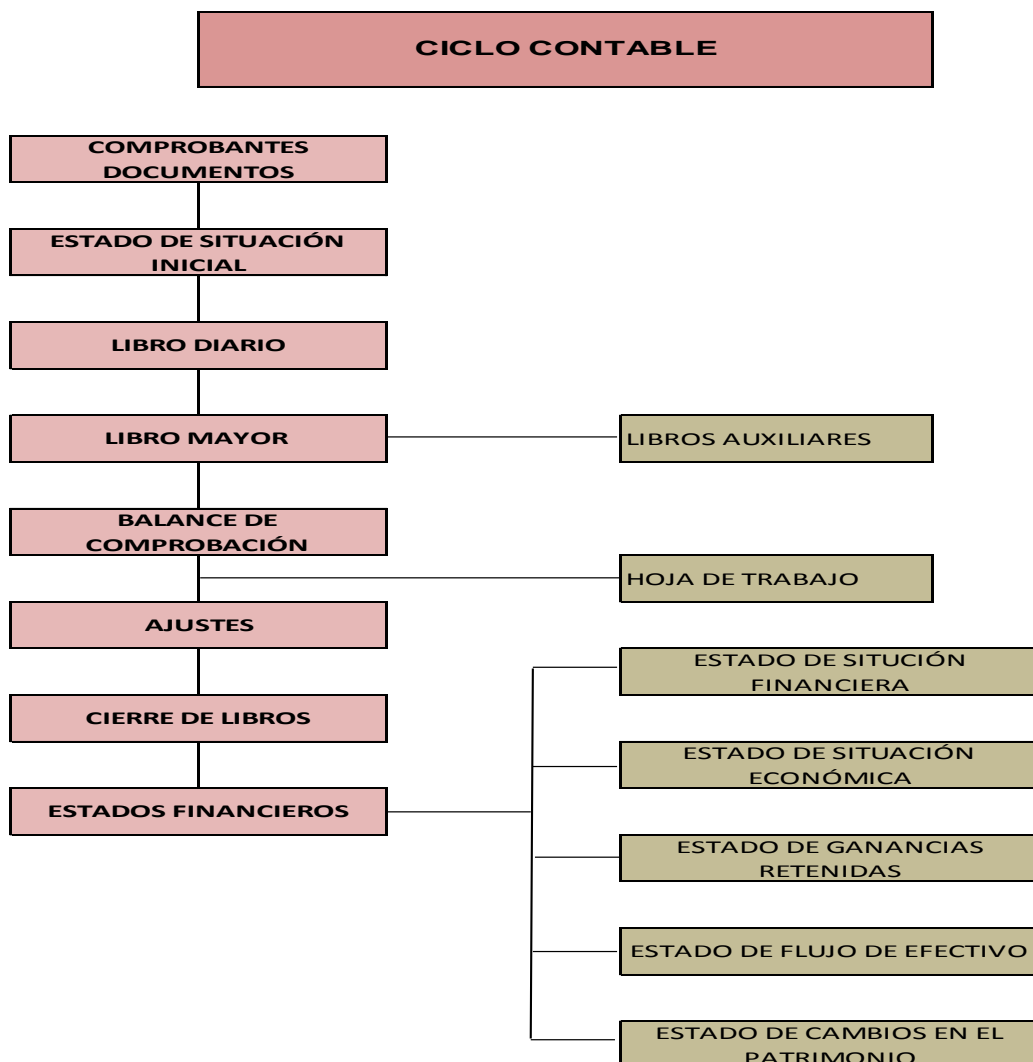 CICLO CONTABLE
COMPROBANTES
DOCUMENTOS
ESTADO DE SITUACIÓN
INICIAL
LIBRO DIARIO
LIBRO MAYOR
LIBROS AUXILIARES
BALANCE DE
COMPROBACIÓN
HOJA DE TRABAJO
AJUSTES
ESTADO DE SITUCIÓN
FINANCIERA
CIERRE DE LIBROS
ESTADO DE SITUACIÓN
ECONÓMICA
ESTADOS FINANCIEROS
ESTADO DE GANANCIAS
RETENIDAS
ESTADO DE FLUJO DE EFECTIVO
ESTADO DE CAMBIOS EN EL
PATRIMONIO